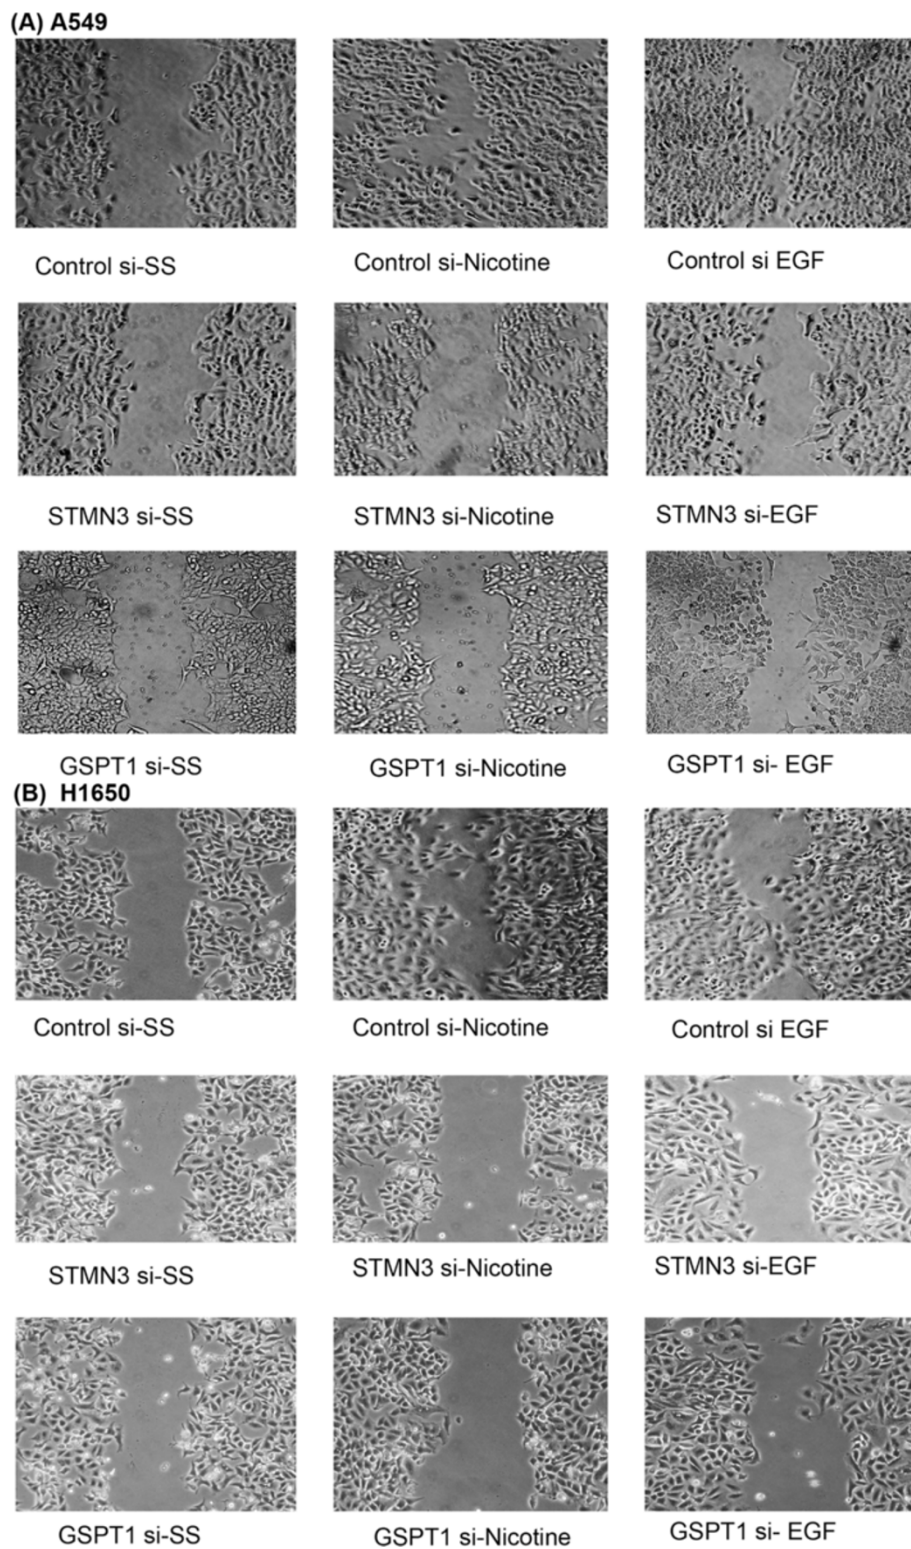 (A) A549
Control si-SS
Control si-Nicotine
Control si EGF
STMN3 si-SS
STMN3 si-Nicotine
STMN3 si-EGF
GSPT1 si-SS
GSPT1 si-Nicotine
GSPT1 si- EGF
(B) H1650
Control si-SS
Control si-Nicotine
Control si EGF
STMN3 si-SS
STMN3 si-Nicotine
STMN3 si-EGF
GSPT1 si-SS
GSPT1 si-Nicotine
GSPT1 si- EGF